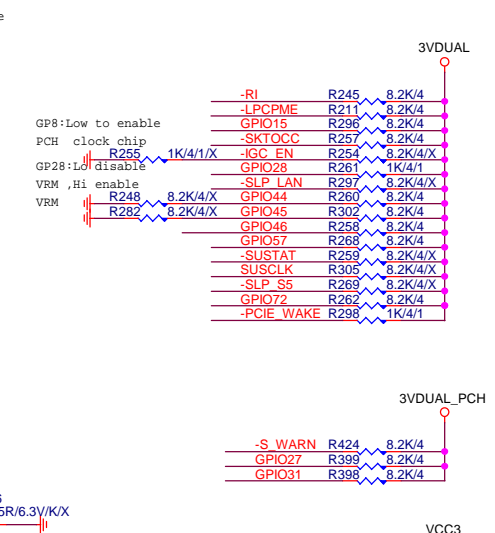 e
3VDUAL
-RI R245 8.2K/4
-LPCPME R211 8.2K/4
GP8:Low to enable GPIO15 R296 8.2K/4
PCH clock chip -SKTOCC R257 8.2K/4
R255 1K/4/1/X -IGC_EN R254 8.2K/4/X
GP28:Lo disable GPIO28 R261 1K/4/1
VRM ,Hi enable -SLP_LAN R297 8.2K/4/X
VRM R248 8.2K/4/X GPIO44 R260 8.2K/4
R282 8.2K/4/X GPIO45 R302 8.2K/4
GPIO46 R258 8.2K/4
GPIO57 R268 8.2K/4
-SUSTAT R259 8.2K/4/X
SUSCLK R305 8.2K/4/X
-SLP_S5 R269 8.2K/4/X
GPIO72 R262 8.2K/4
-PCIE_WAKE R298 1K/4/1
3VDUAL_PCH
-S_WARN R424 8.2K/4
GPIO27 R399 8.2K/4
GPIO31 R398 8.2K/4
5R/6.3V/K/X
VCC3